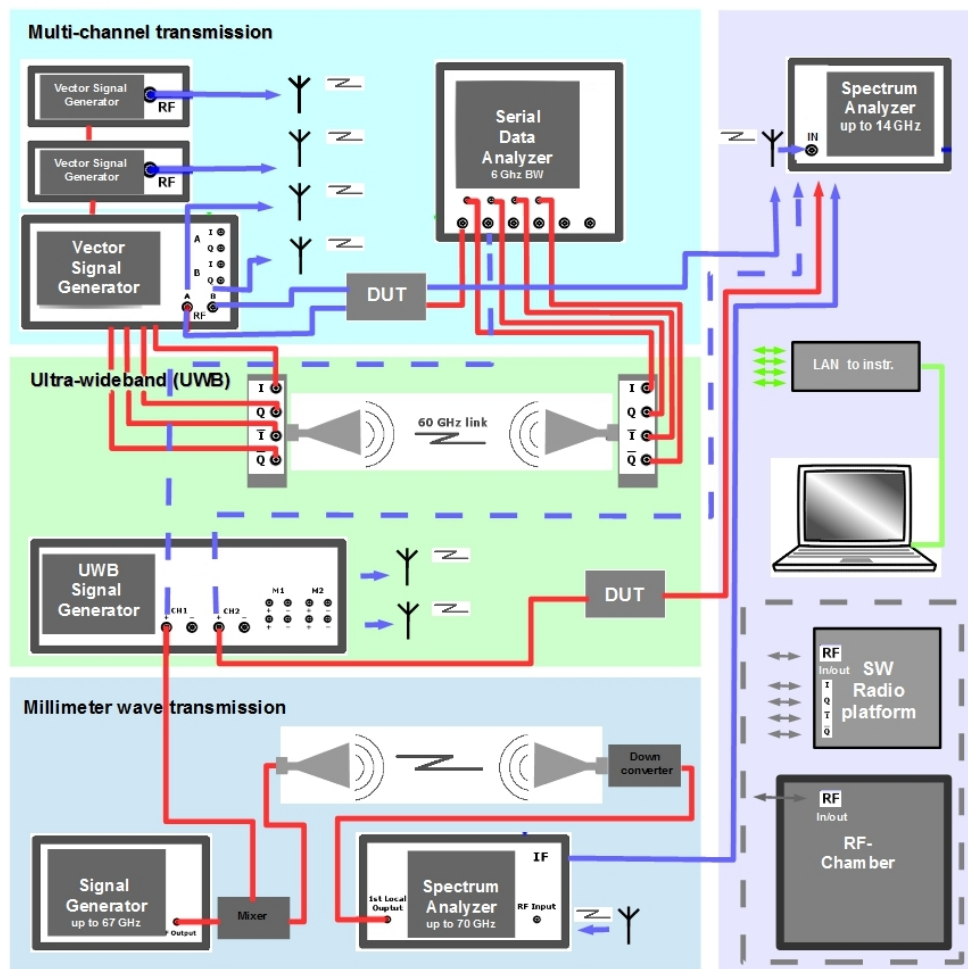 Multi-channel transmission
Vector Signal
Generator
RF
Vector Signal
Generator
RF
Vector
Signal
Generator
A
I
Q
B
I
Q
A
B
RF
Serial
Data
Analyzer
6 Ghz BW
DUT
Spectrum
Analyzer
up to 14 GHz
IN
Ultra-wideband (UWB)
I
Q
I
Q
60 GHz link
I
Q
I
Q
UWB
Signal
Generator
CH1
+
-
CH2
+
-
M1
M2
+ - + -
+ - + -
DUT
LAN to instr.
RF
In/out
I
Q
I
Q
SW
Radio
platform
RF
In/out
RF-
Chamber
Millimeter wave transmission
Down
converter
Signal
Generator
up to 67 GHz
Output
Mixer
IF
1st Local
Ouptut
Spectrum
Analyzer
up to 70 GHz
RF Input